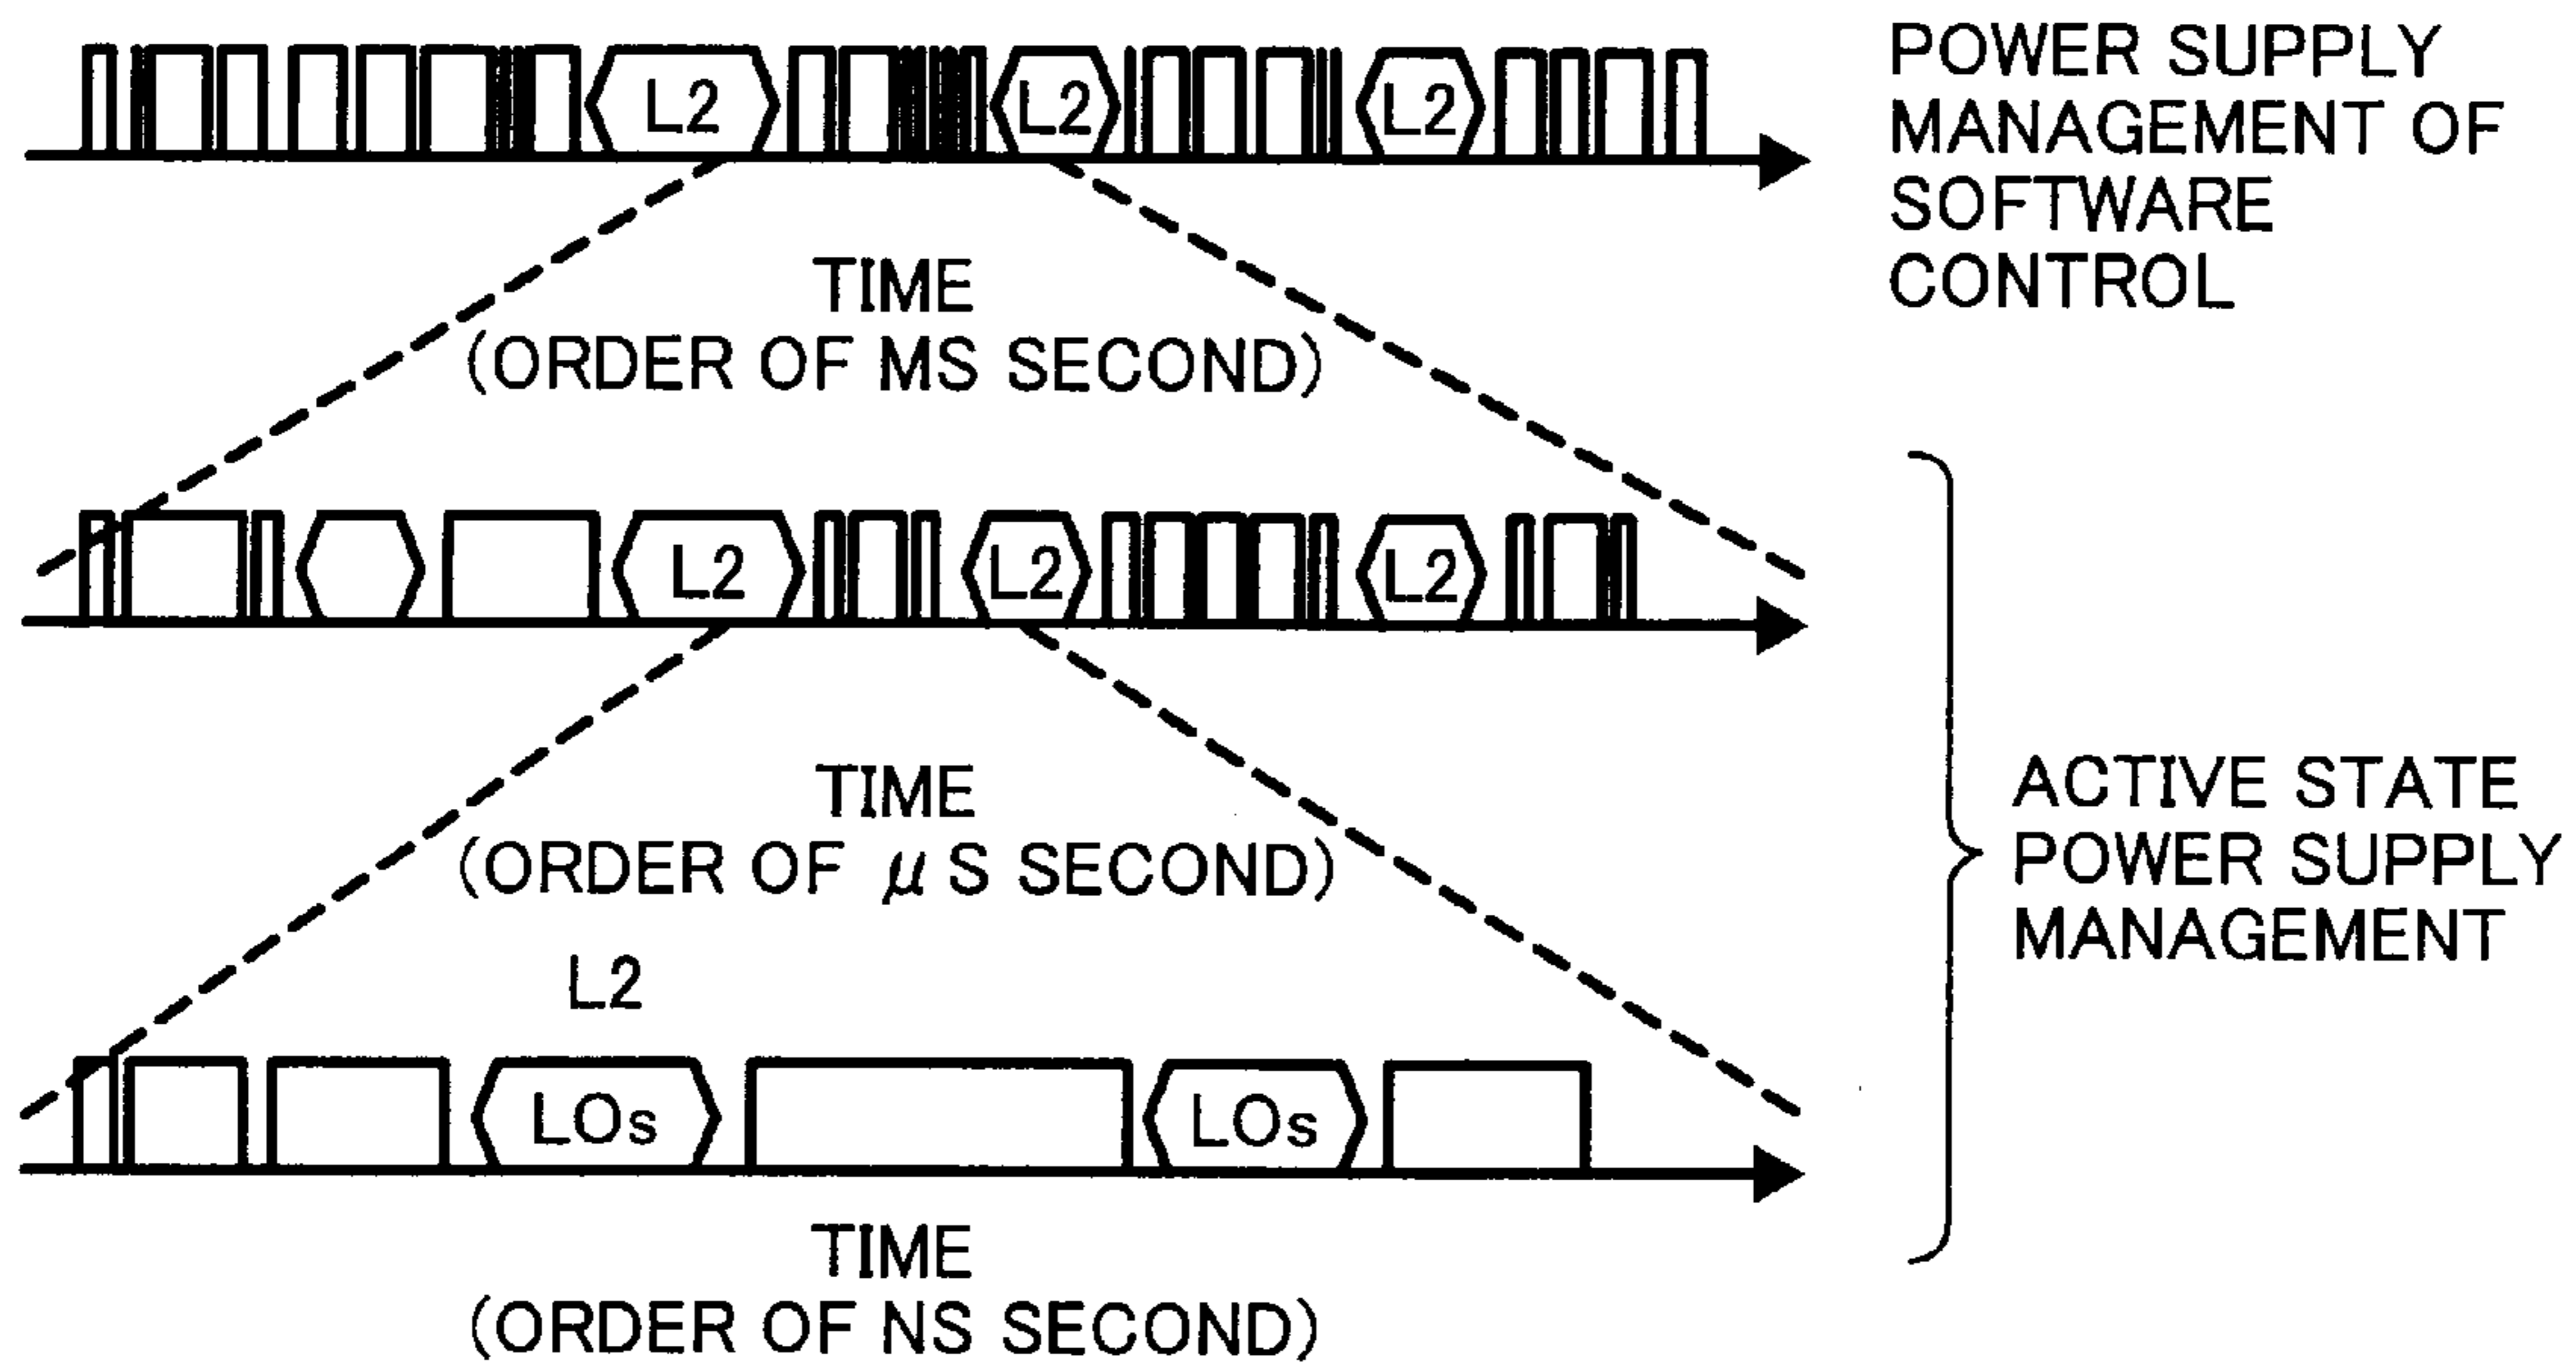 L2 L2 L2
POWER SUPPLY
MANAGEMENT OF
SOFTWARE
CONTROL
TIME
(ORDER OF MS SECOND)
L2 L2 L2
TIME
(ORDER OF μ S SECOND)
ACTIVE STATE
POWER SUPPLY
MANAGEMENT
L2
LOs LOs
TIME
(ORDER OF NS SECOND)